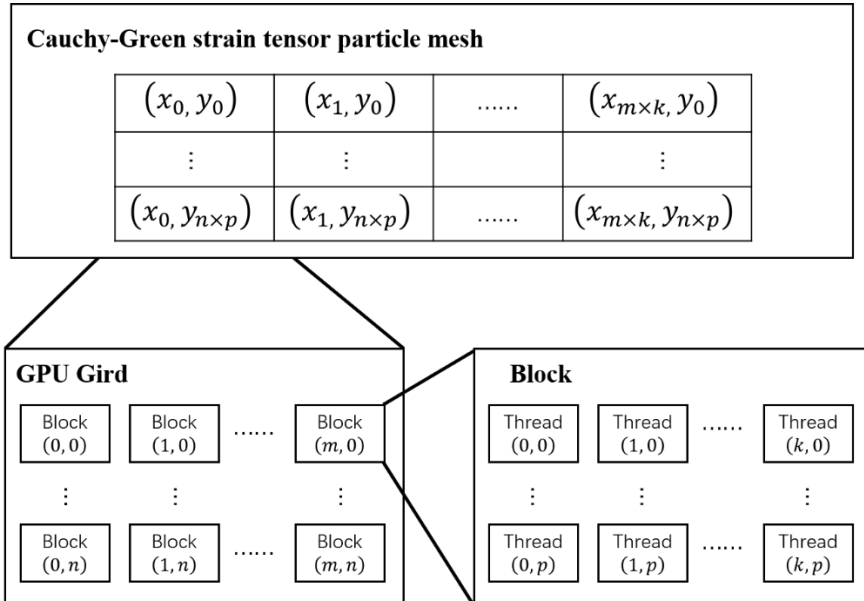 Cauchy-Green strain tensor particle mesh
(x₀, y₀) (x₁, y₀) ...... (xₘ×ₖ, y₀)
⋮ ⋮ ⋮
(x₀, yₙ×ₚ) (x₁, yₙ×ₚ) ...... (xₘ×ₖ, yₙ×ₚ)
GPU Gird
Block Block Block
(0, 0) (1, 0) ...... (m, 0)
⋮ ⋮ ⋮
Block Block Block
(0, n) (1, n) ...... (m, n)
Block
Thread Thread Thread
(0, 0) (1, 0) ...... (k, 0)
⋮ ⋮ ⋮
Thread Thread Thread
(0, p) (1, p) ...... (k, p)